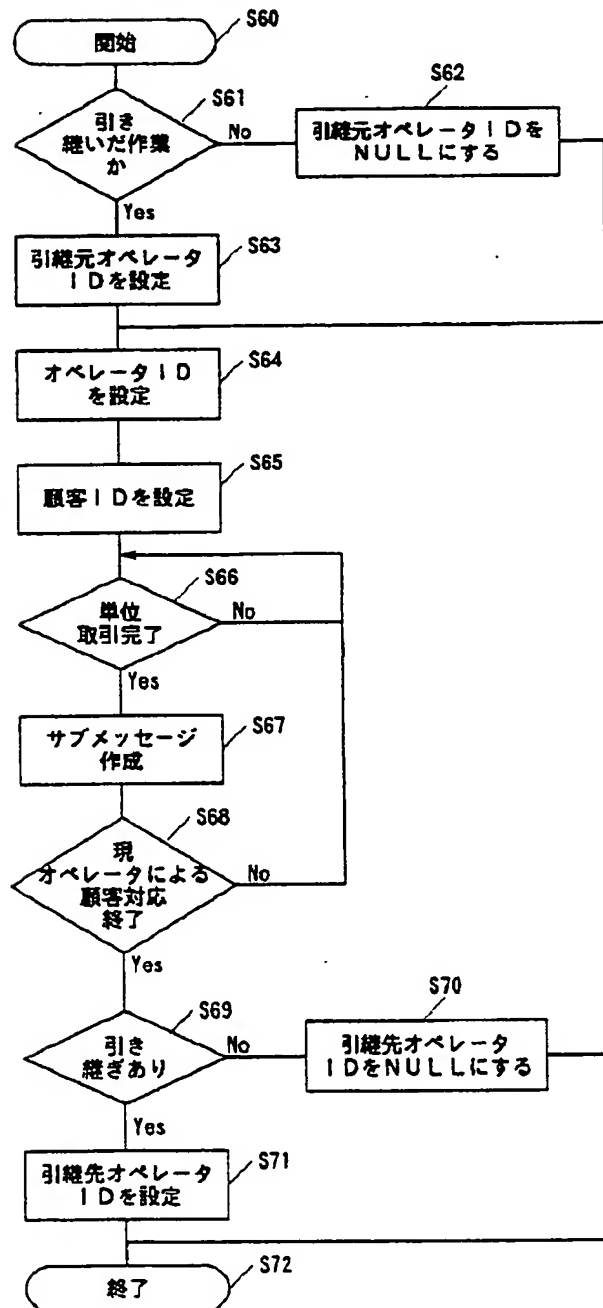 S60
開始
S61
引き
継いだ作業
か
No
Yes
S62
引継元オペレータIDを
NULLにする
S63
引継元オペレータ
IDを設定
S64
オペレータID
を設定
S65
顧客IDを設定
S66
単位
取引完了
No
Yes
S67
サブメッセージ
作成
S68
現
オペレータによる
顧客対応
終了
No
Yes
S69
引き
継ぎあり
No
Yes
S70
引継先オペレータ
IDをNULLにする
S71
引継先オペレータ
IDを設定
S72
終了